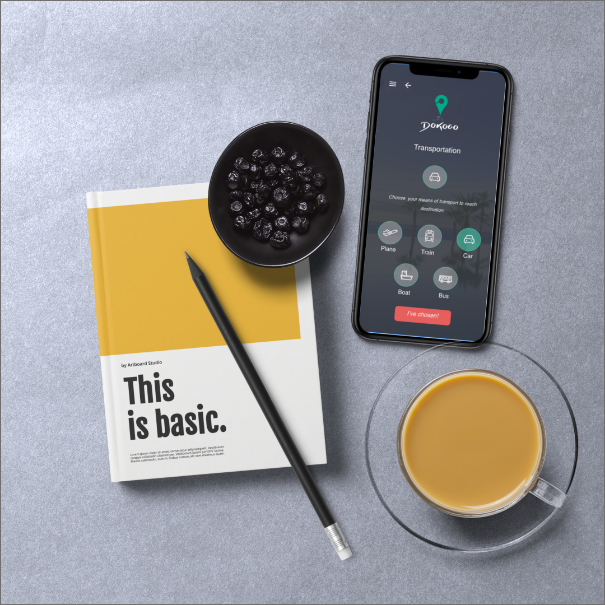 Dokoco
Transportation
Choose your means of transport to reach
destination
Plane
Train
Car
Boat
Bus
I've chosen!
by Artboard Studio
This
is basic.